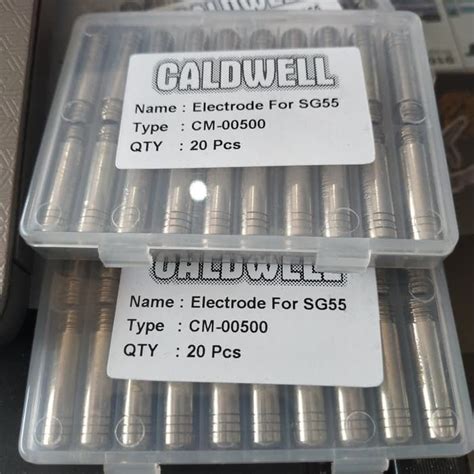 CALDWELL
Name : Electrode For SG55
Type : CM-00500
QTY : 20 Pcs
CALDWELL
Name : Electrode For SG55
Type : CM-00500
QTY : 20 Pcs